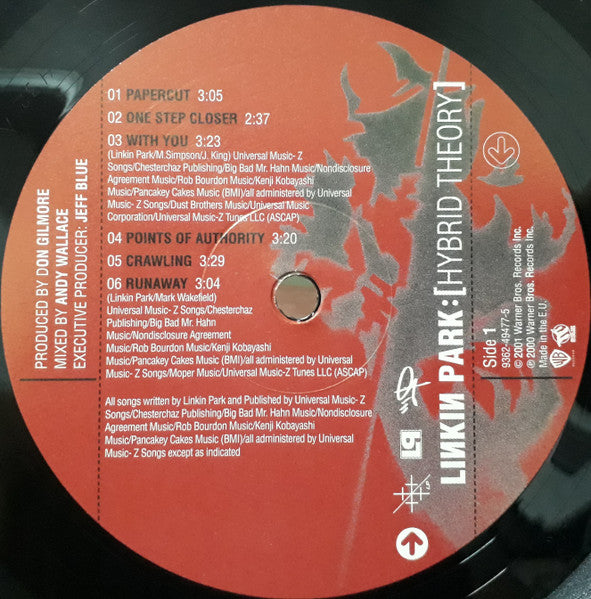 01 PAPERCUT 3:05
02 ONE STEP CLOSER 2:37
03 WITH YOU 3:23
(Linkin Park/M.Simpson/J. King) Universal Music- Z
Songs/Chesterchaz Publishing/Big Bad Mr. Hahn Music/Nondisclosure
Agreement Music/Rob Bourdon Music/Kenji Kobayashi
Music/Pancakey Cakes Music (BMI)/all administered by Universal
Music- Z Songs/Dust Brothers Music/Universal Music
Corporation/Universal Music-Z Tunes LLC (ASCAP)
04 POINTS OF AUTHORITY 3:20
05 CRAWLING 3:29
06 RUNAWAY 3:04
(Linkin Park/Mark Wakefield)
Universal Music- Z Songs/Chesterchaz
Publishing/Big Bad Mr. Hahn
Music/Nondisclosure Agreement
Music/Rob Bourdon Music/Kenji Kobayashi
Music/Pancakey Cakes Music (BMI)/all administered by Universal
Music- Z Songs/Moper Music/Universal Music-Z Tunes LLC (ASCAP)
All songs written by Linkin Park and Published by Universal Music- Z
Songs/Chesterchaz Publishing/Big Bad Mr. Hahn Music/Nondisclosure
Agreement Music/Rob Bourdon Music/Kenji Kobayashi
Music/Pancakey Cakes Music (BMI)/all administered by Universal
Music- Z Songs except as indicated
PRODUCED BY DON GILMORE
MIXED BY ANDY WALLACE
EXECUTIVE PRODUCER: JEFF BLUE
LIИKIИ PARK:[HYBRID THEORY]
Side 1
9362-49477-5
© 2001 Warner Bros. Records Inc.
℗ 2000 Warner Bros. Records Inc.
Made in the E.U.
LP
WB